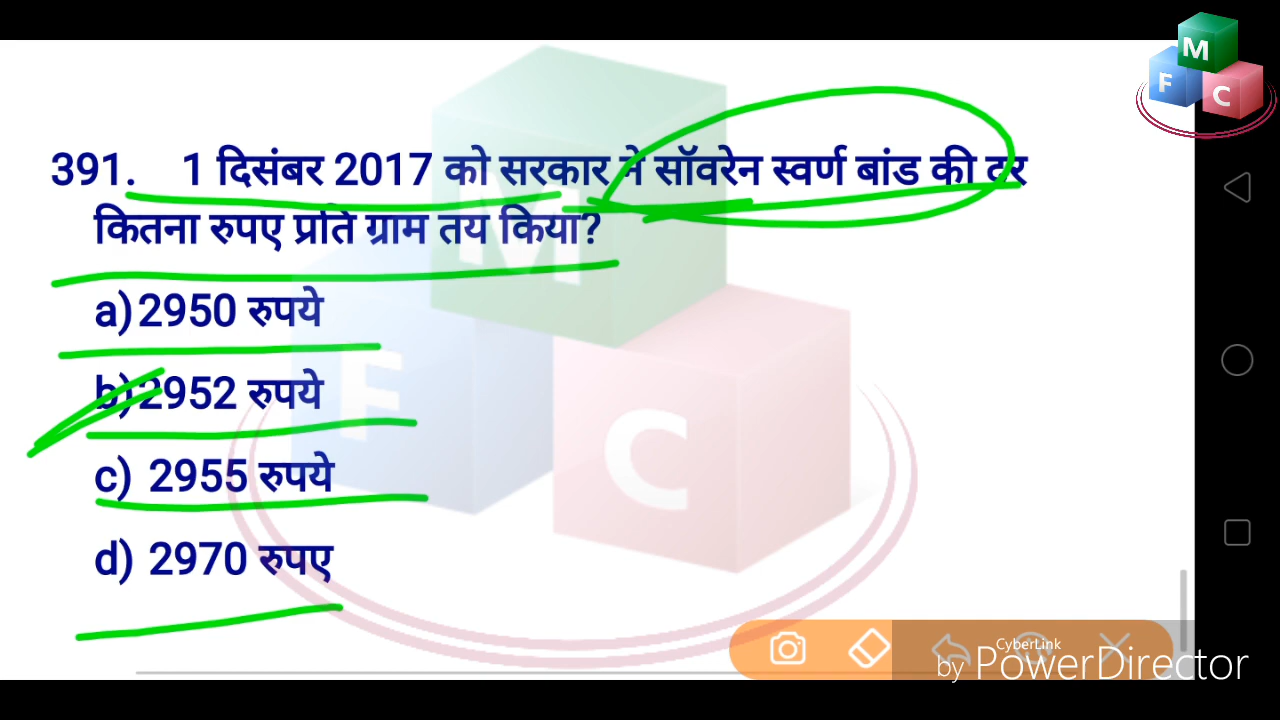 M
F
C
391. 1 दिसंबर 2017 को सरकार ने सॉवरेन स्वर्ण बांड की दर
कितना रुपए प्रति ग्राम तय किया?
a) 2950 रुपये
b) 2952 रुपये
c) 2955 रुपये
d) 2970 रुपए
M
F
C
CyberLink
by PowerDirector